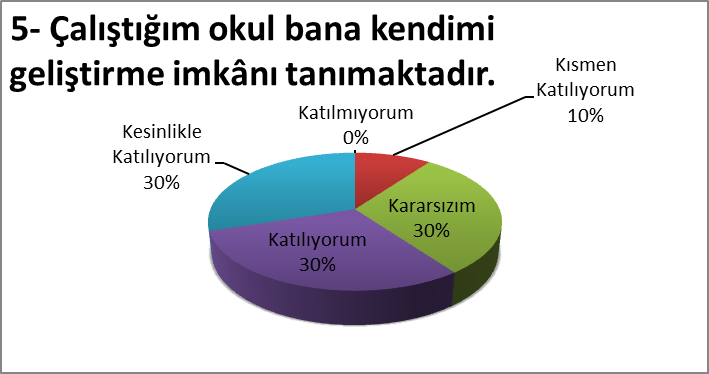 5- Çalıştığım okul bana kendimi
geliştirme imkânı tanımaktadır.
Katılmıyorum
0%
Kısmen
Katılıyorum
10%
Kararsızım
30%
Katılıyorum
30%
Kesinlikle
Katılıyorum
30%